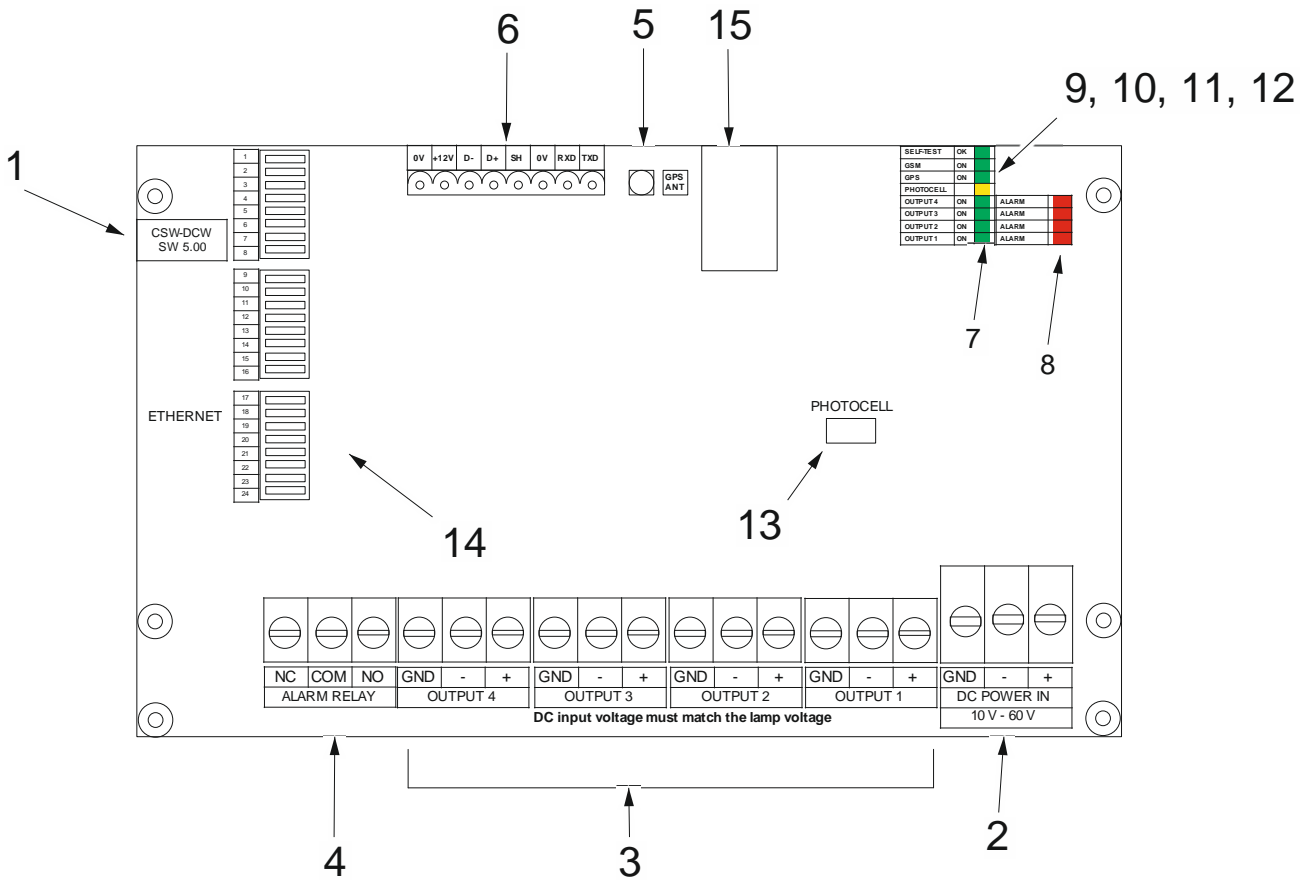 6 5 15
9, 10, 11, 12
1
0V +12V D- D+ SH 0V RXD TXD
GPS
ANT
1
2
3
4
5
6
7
8
CSW-DCW
SW 5.00
SELF-TEST OK
GSM ON
GPS ON
PHOTOCELL
OUTPUT 4 ON ALARM
OUTPUT 3 ON ALARM
OUTPUT 2 ON ALARM
OUTPUT 1 ON ALARM
9
10
11
12
13
14
15
16
7
8
ETHERNET
17
18
19
20
21
22
23
24
PHOTOCELL
14
13
NC COM NO GND - + GND - + GND - + GND - + GND - +
ALARM RELAY OUTPUT 4 OUTPUT 3 OUTPUT 2 OUTPUT 1 DC POWER IN
DC input voltage must match the lamp voltage 10 V - 60 V
4 3 2